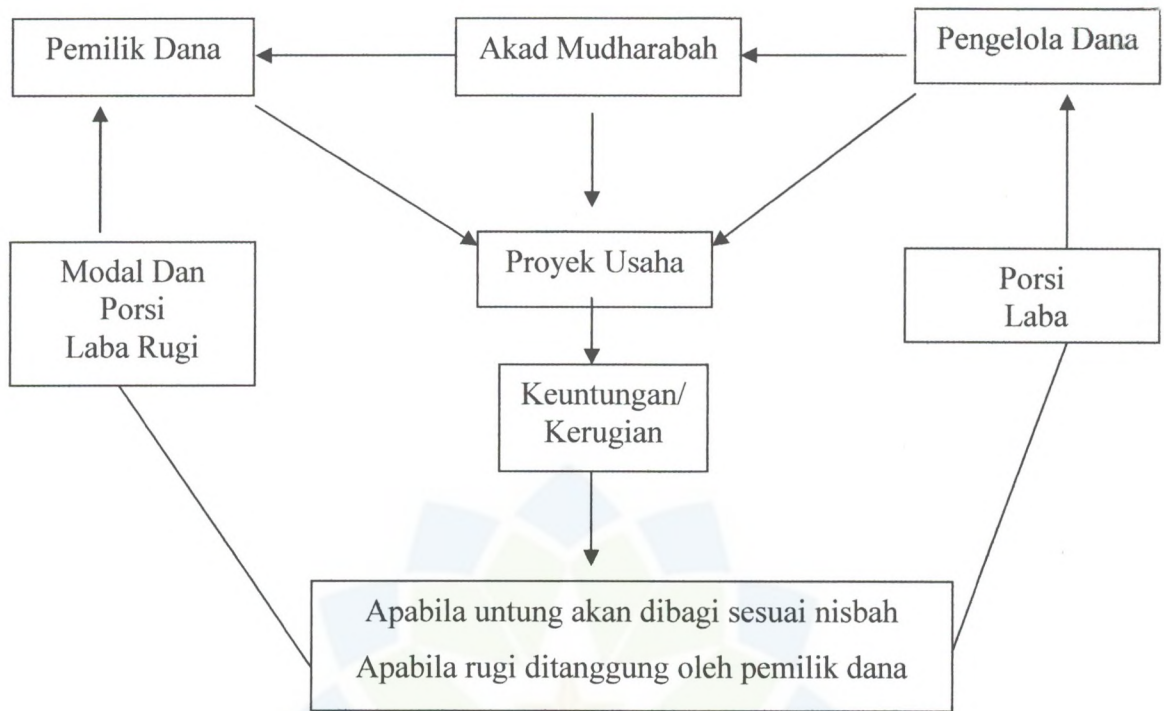 Pemilik Dana
Akad Mudharabah
Pengelola Dana
Modal Dan
Porsi
Laba Rugi
Proyek Usaha
Porsi
Laba
Keuntungan/
Kerugian
Apabila untung akan dibagi sesuai nisbah
Apabila rugi ditanggung oleh pemilik dana